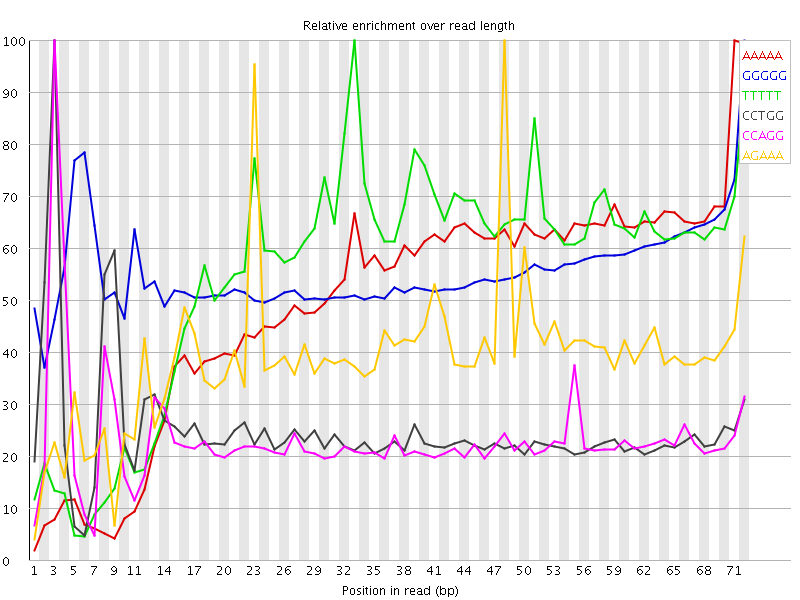 Relative enrichment over read length
100
90
80
70
60
50
40
30
20
10
0
AAAAA
GGGGG
TTTTT
CCTGG
CCAGG
AGAAA
1 3 5 7 9 11 14 17 20 23 26 29 32 35 38 41 44 47 50 53 56 59 62 65 68 71
Position in read (bp)